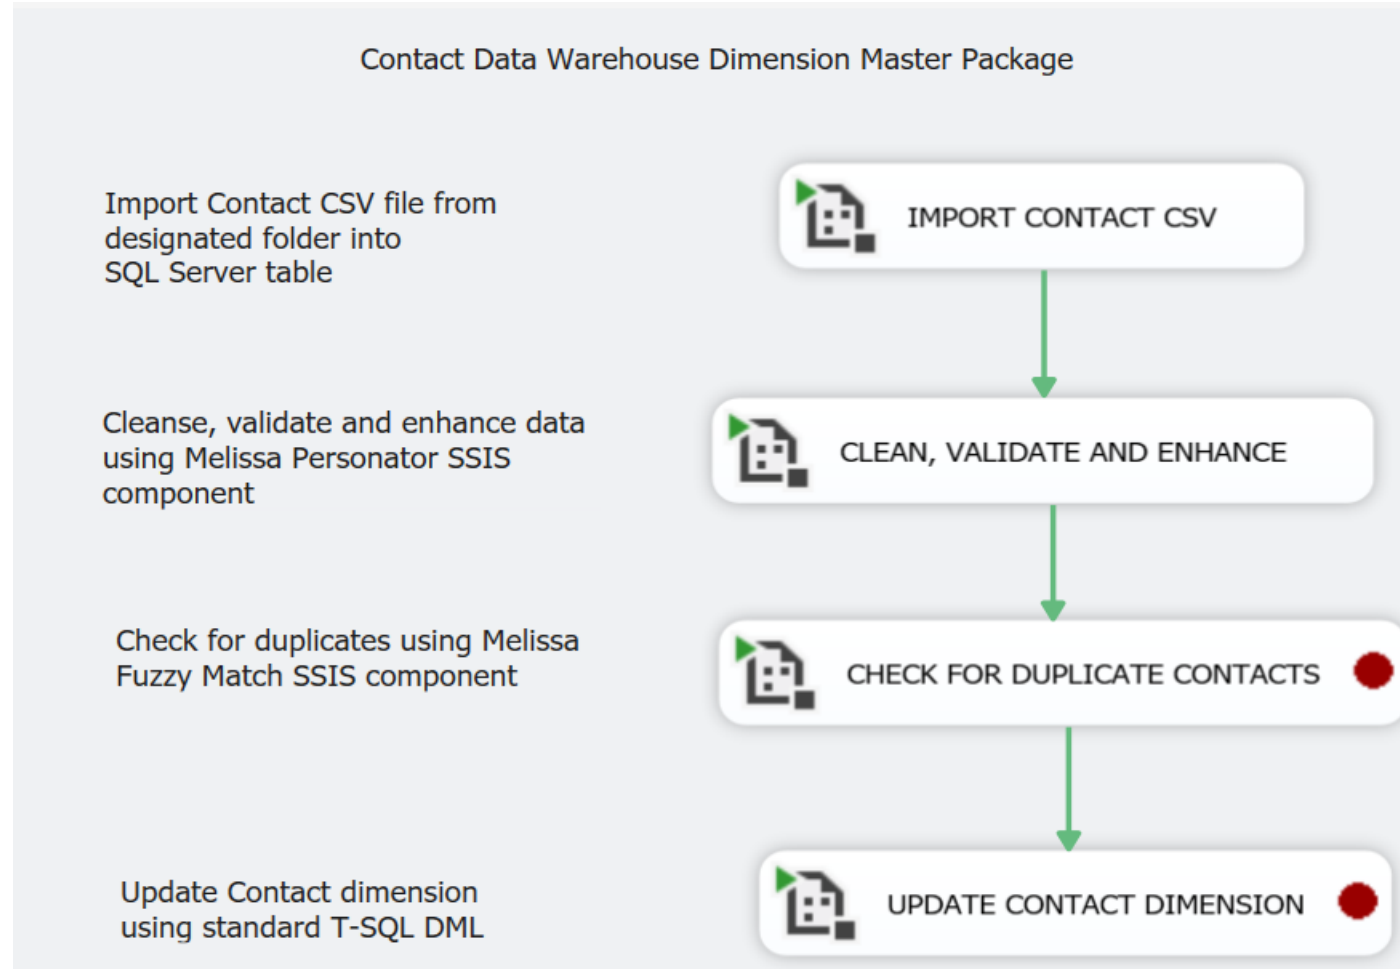 Contact Data Warehouse Dimension Master Package
Import Contact CSV file from
designated folder into
SQL Server table
IMPORT CONTACT CSV
Cleanse, validate and enhance data
using Melissa Personator SSIS
component
CLEAN, VALIDATE AND ENHANCE
Check for duplicates using Melissa
Fuzzy Match SSIS component
CHECK FOR DUPLICATE CONTACTS
Update Contact dimension
using standard T-SQL DML
UPDATE CONTACT DIMENSION